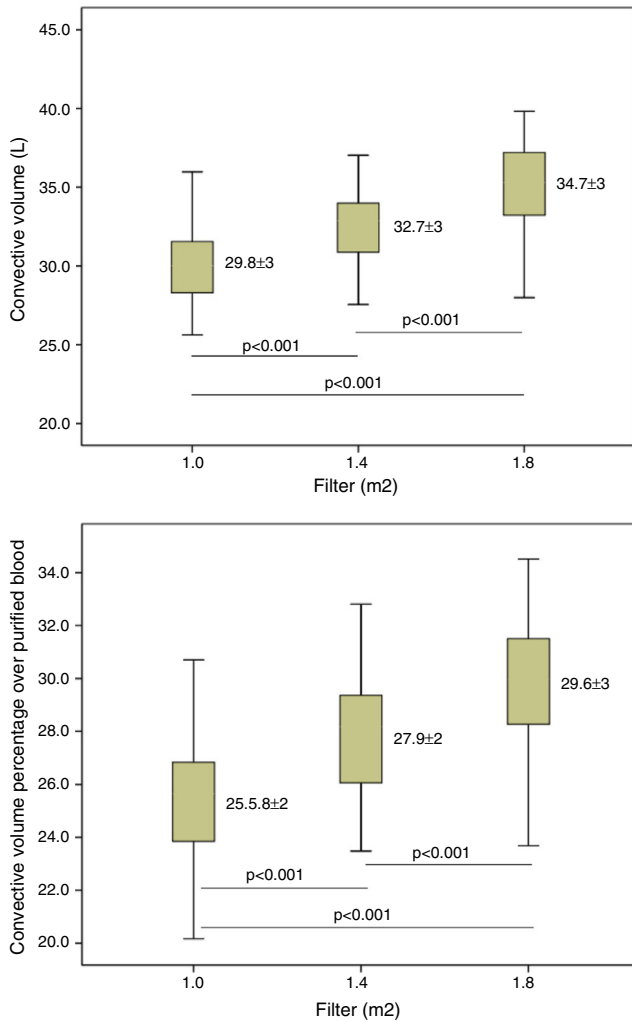 45.0
40.0
35.0
30.0
25.0
20.0
Convective volume (L)
29.8±3
32.7±3
34.7±3
p<0.001
p<0.001
p<0.001
1.0 1.4 1.8
Filter (m2)
34.0
32.0
30.0
28.0
26.0
24.0
22.0
20.0
Convective volume percentage over purified blood
25.5.8±2
27.9±2
29.6±3
p<0.001
p<0.001
p<0.001
1.0 1.4 1.8
Filter (m2)